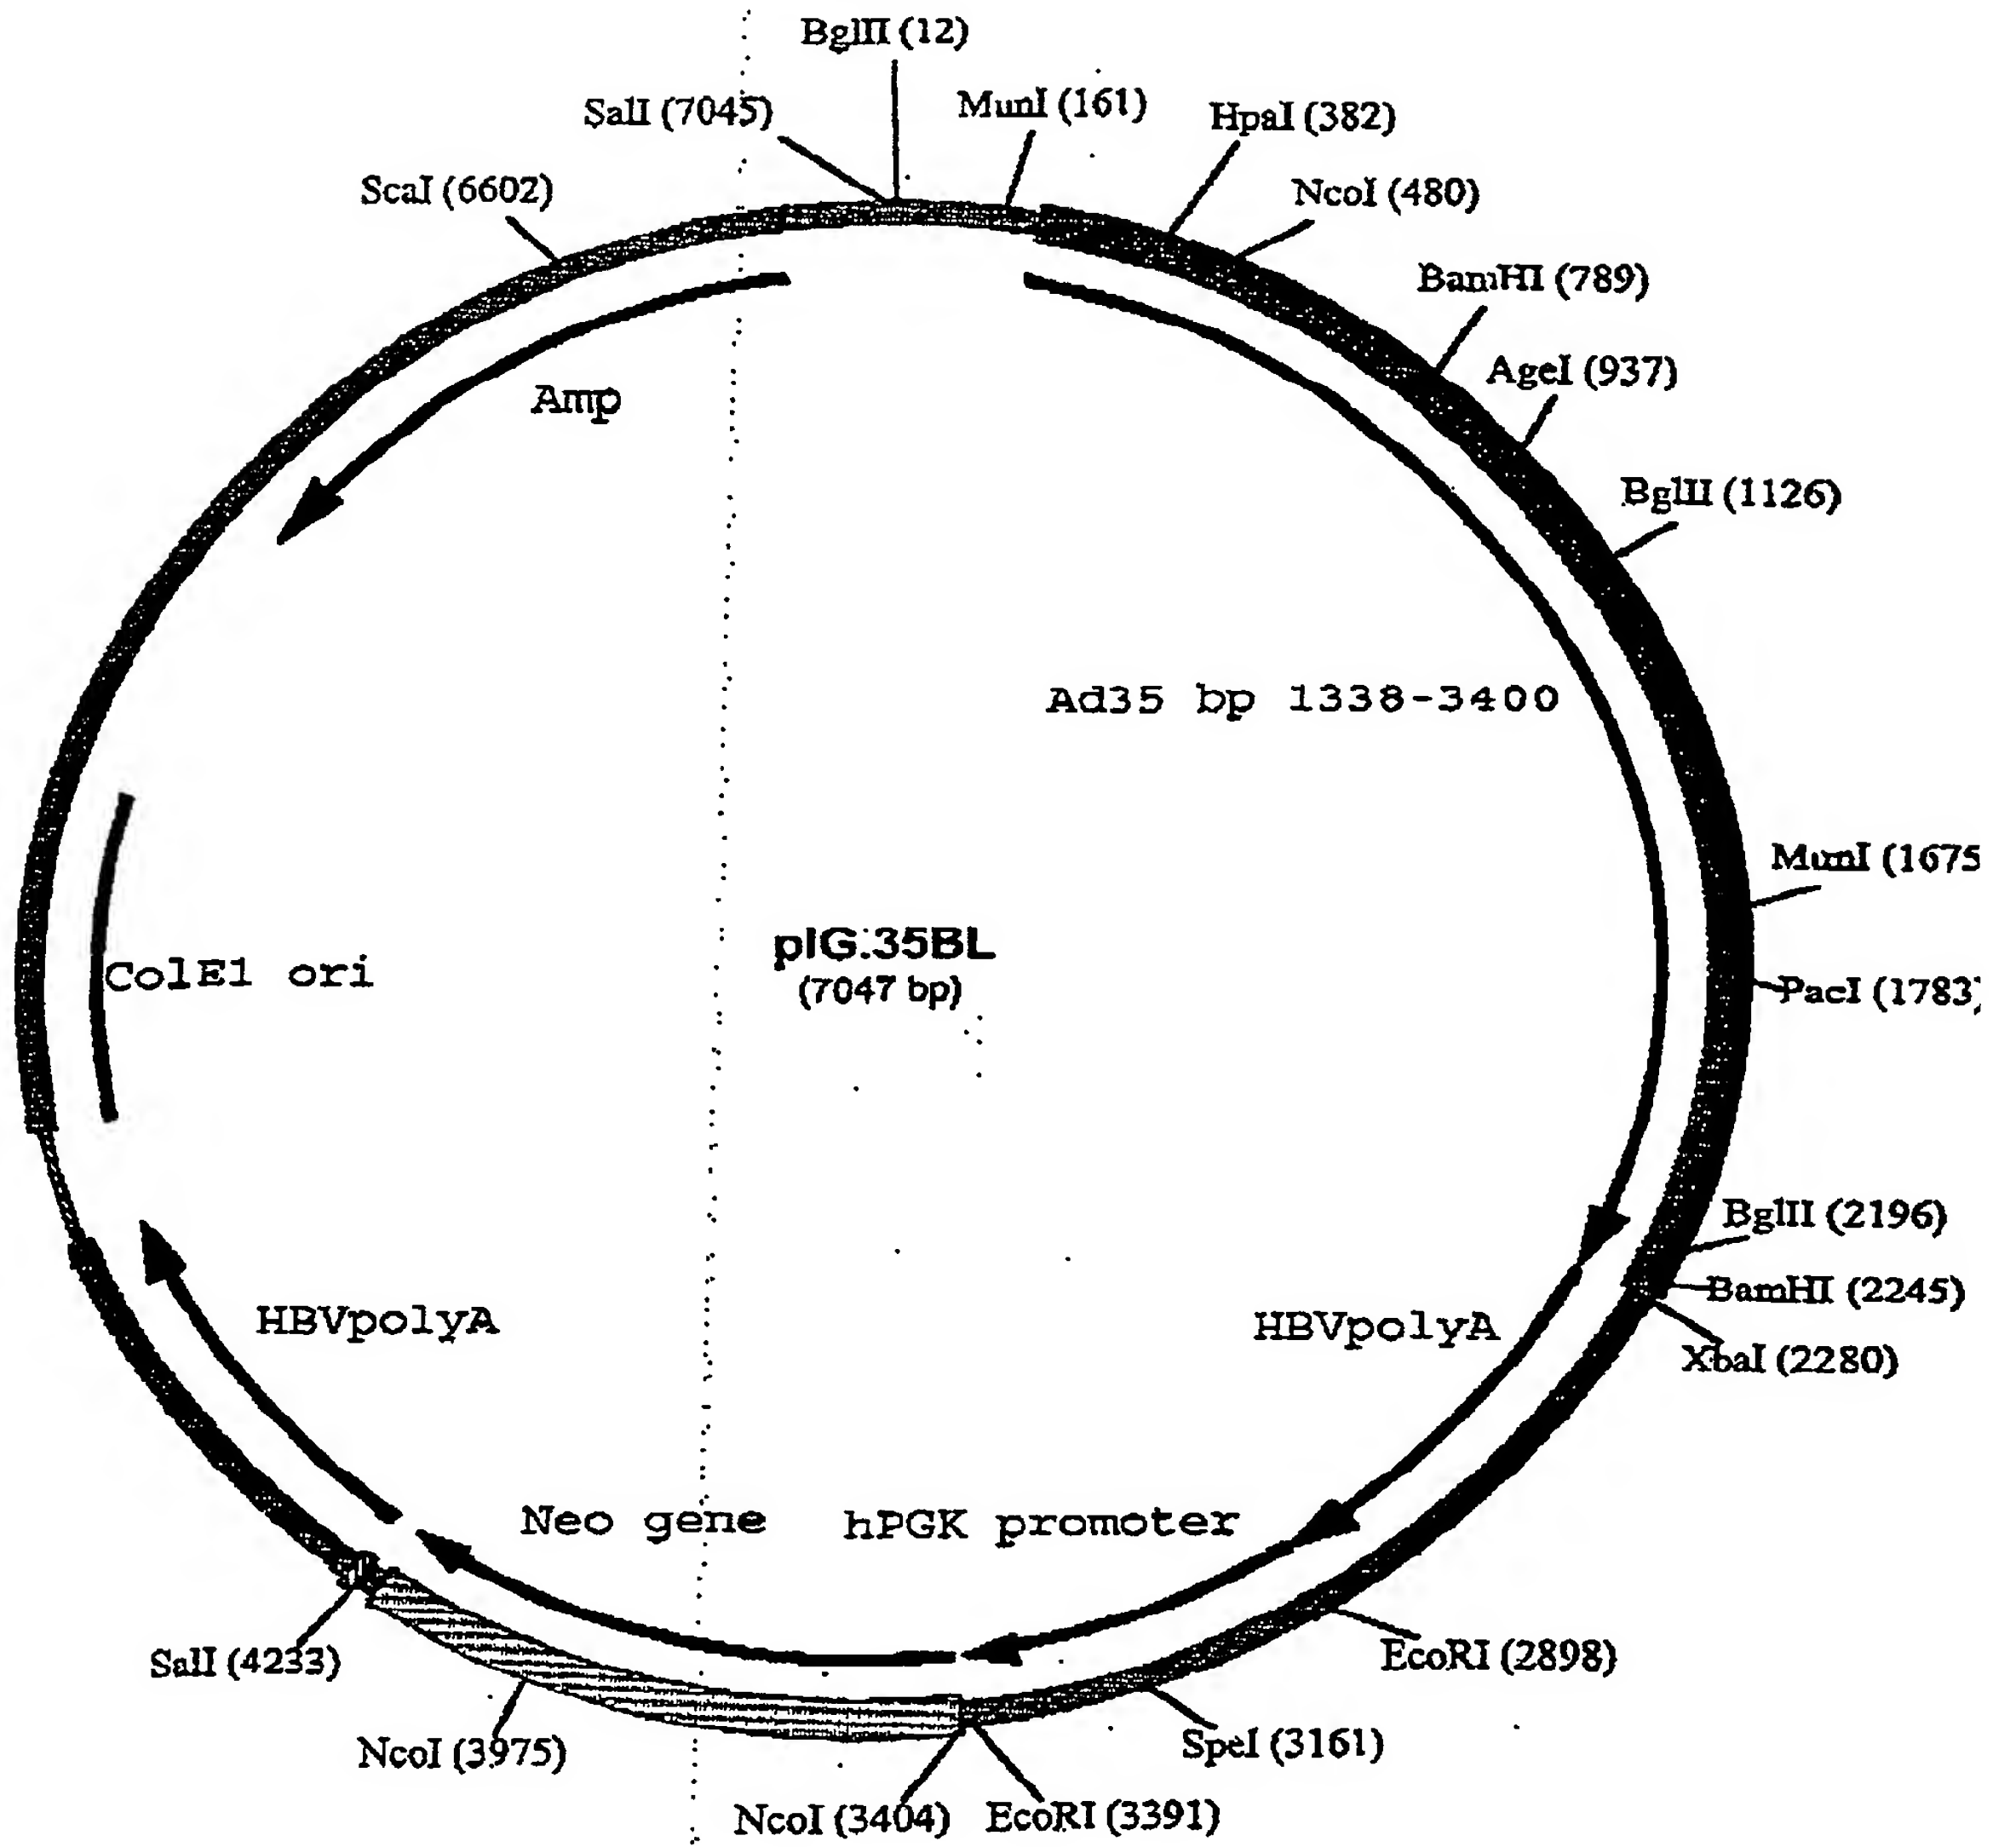 BglII (12)
SalI (7045)
MunI (161)
HpaI (382)
ScaI (6602)
NcoI (480)
BamHI (789)
AgeI (937)
Amp
BglII (1126)
Ad35 bp 1338-3400
MunI (1675
pIG.35BL
(7047 bp)
ColE1 ori
PacI (1783)
BglII (2196)
BamHI (2245)
HBVpolyA
HBVpolyA
XbaI (2280)
Neo gene
hPGK promoter
SalI (4233)
EcoRI (2898)
NcoI (3975)
SpeI (3161)
NcoI (3404)
EcoRI (3391)